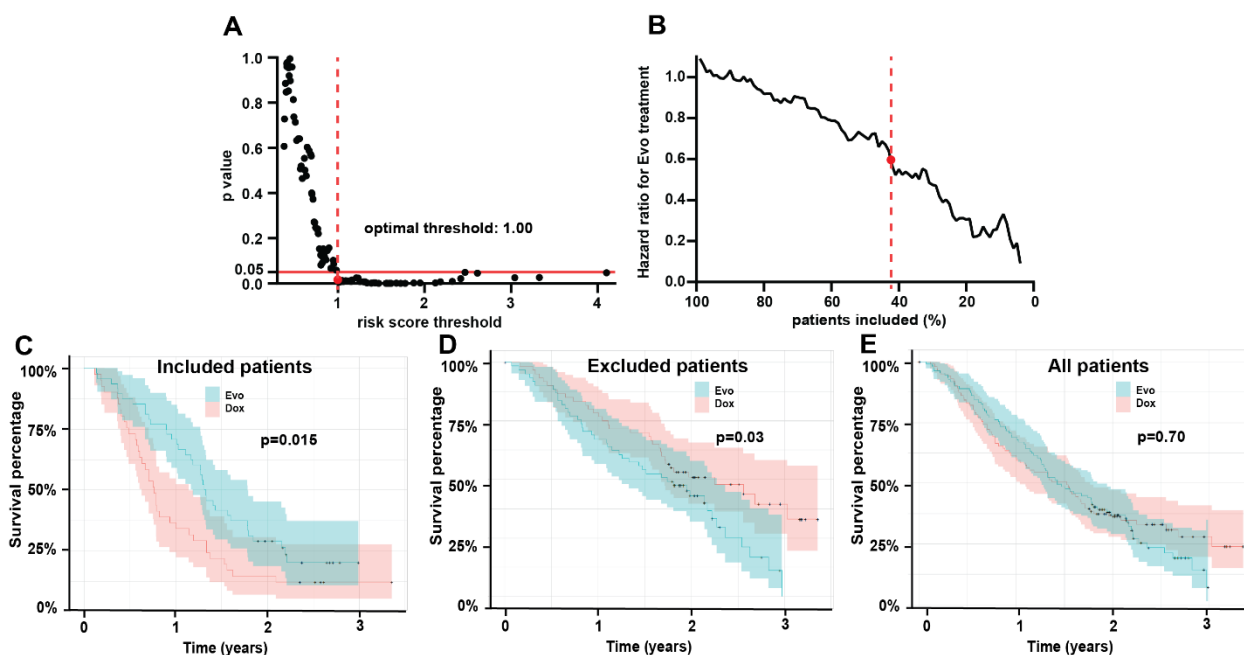 A
p value
1.0
0.8
0.6
0.4
0.2
0.05
0.0
optimal threshold: 1.00
1
2
3
4
risk score threshold
B
Hazard ratio for Evo treatment
1.0
0.8
0.6
0.4
0.2
0.0
100
80
60
40
20
0
patients included (%)
C
Included patients
Survival percentage
100%
75%
50%
25%
0%
Evo
Dox
p=0.015
0
1
2
3
Time (years)
D
Excluded patients
Survival percentage
100%
75%
50%
25%
0%
Evo
Dox
p=0.03
0
1
2
3
Time (years)
E
All patients
Survival percentage
100%
75%
50%
25%
0%
Evo
Dox
p=0.70
0
1
2
3
Time (years)